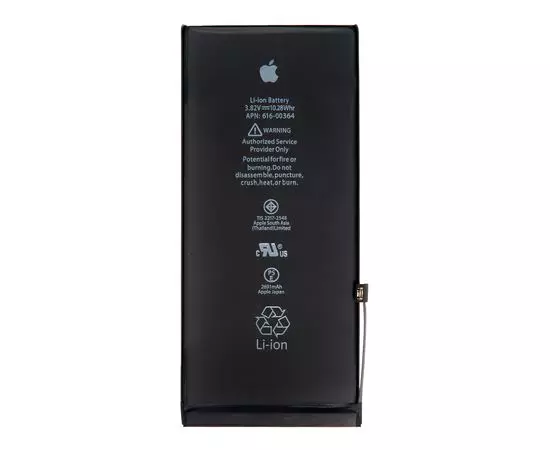 Li-ion Battery
3.82V⎓10.28Whr
APN: 616-00364
WARNING
Authorized Service
Provider Only
Potential for fire or
burning. Do not
disassemble, puncture,
crush, heat, or burn.
TIS 2217-2548
Apple South Asia
(Thailand) Limited
c RU US
PS
E
2691mAh
Apple Japan
Li-ion